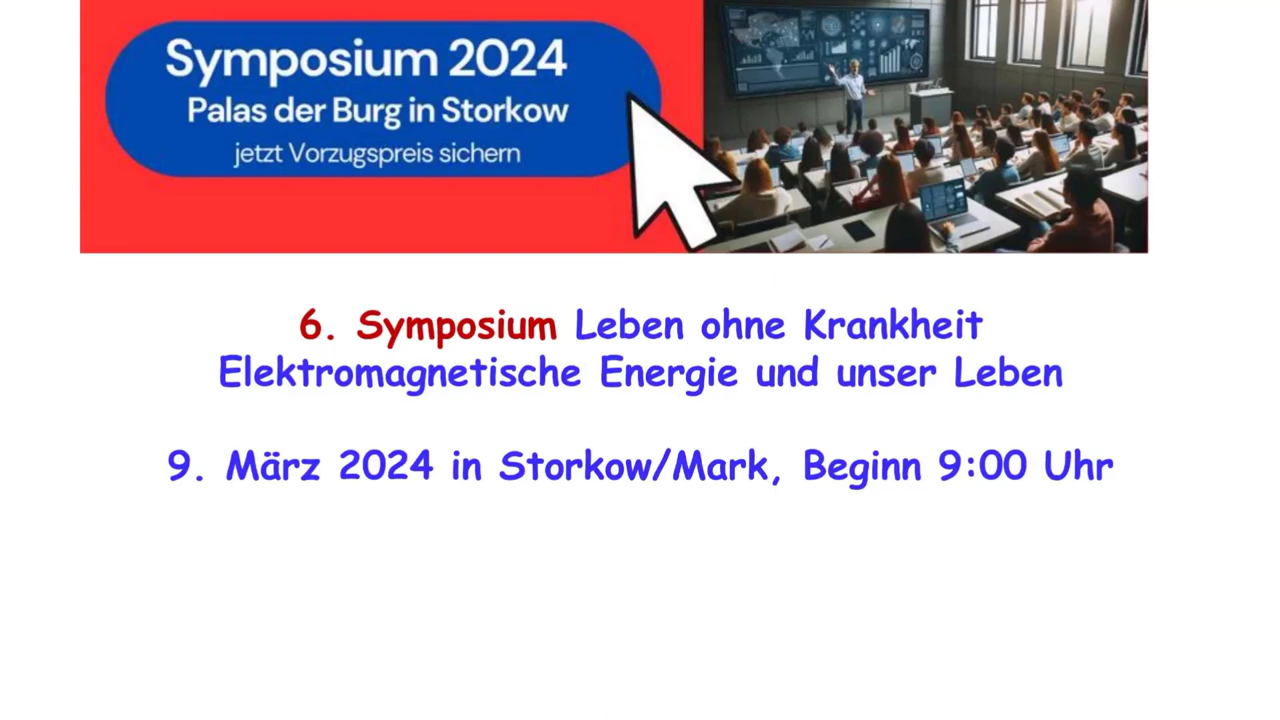 Symposium 2024
Palas der Burg in Storkow
jetzt Vorzugspreis sichern
6. Symposium Leben ohne Krankheit
Elektromagnetische Energie und unser Leben
9. März 2024 in Storkow/Mark, Beginn 9:00 Uhr